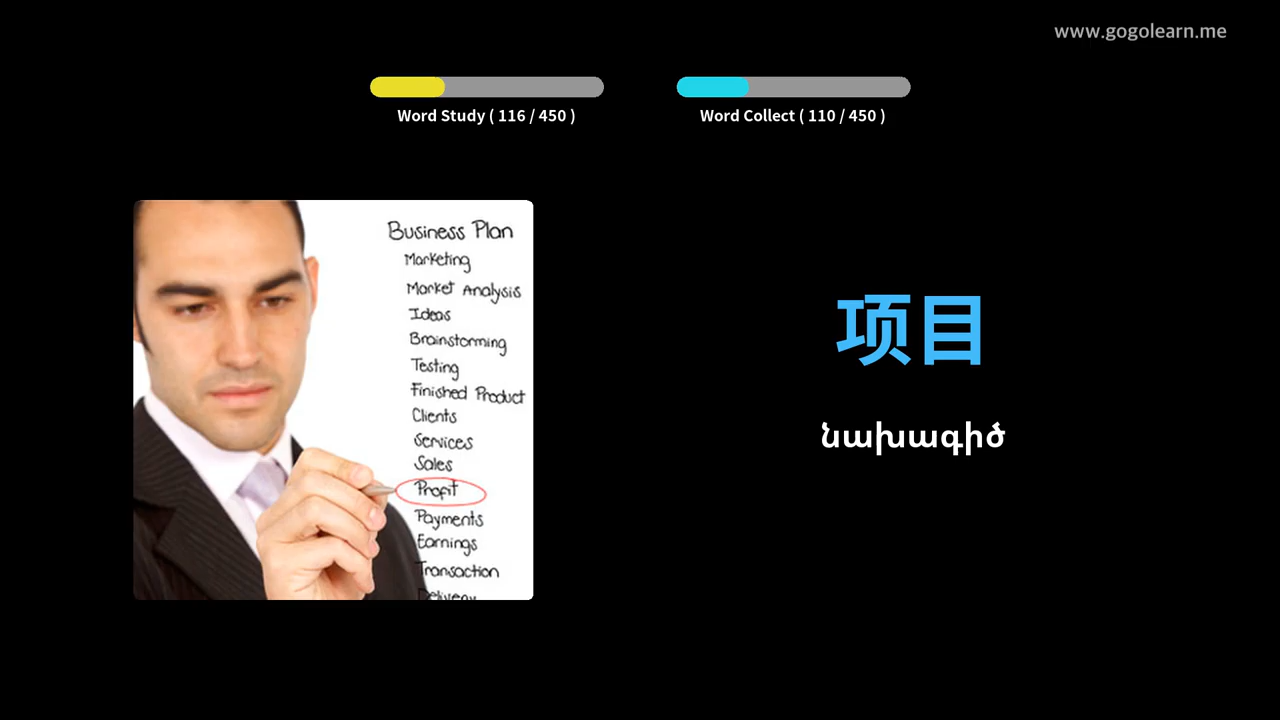 www.gogolearn.me
Word Study ( 116 / 450 )
Word Collect ( 110 / 450 )
Business Plan
Marketing
Market Analysis
Ideas
Brainstorming
Testing
Finished Product
Clients
Services
Sales
Profit
Payments
Earnings
Transaction
Delivery
项目
նախագիծ